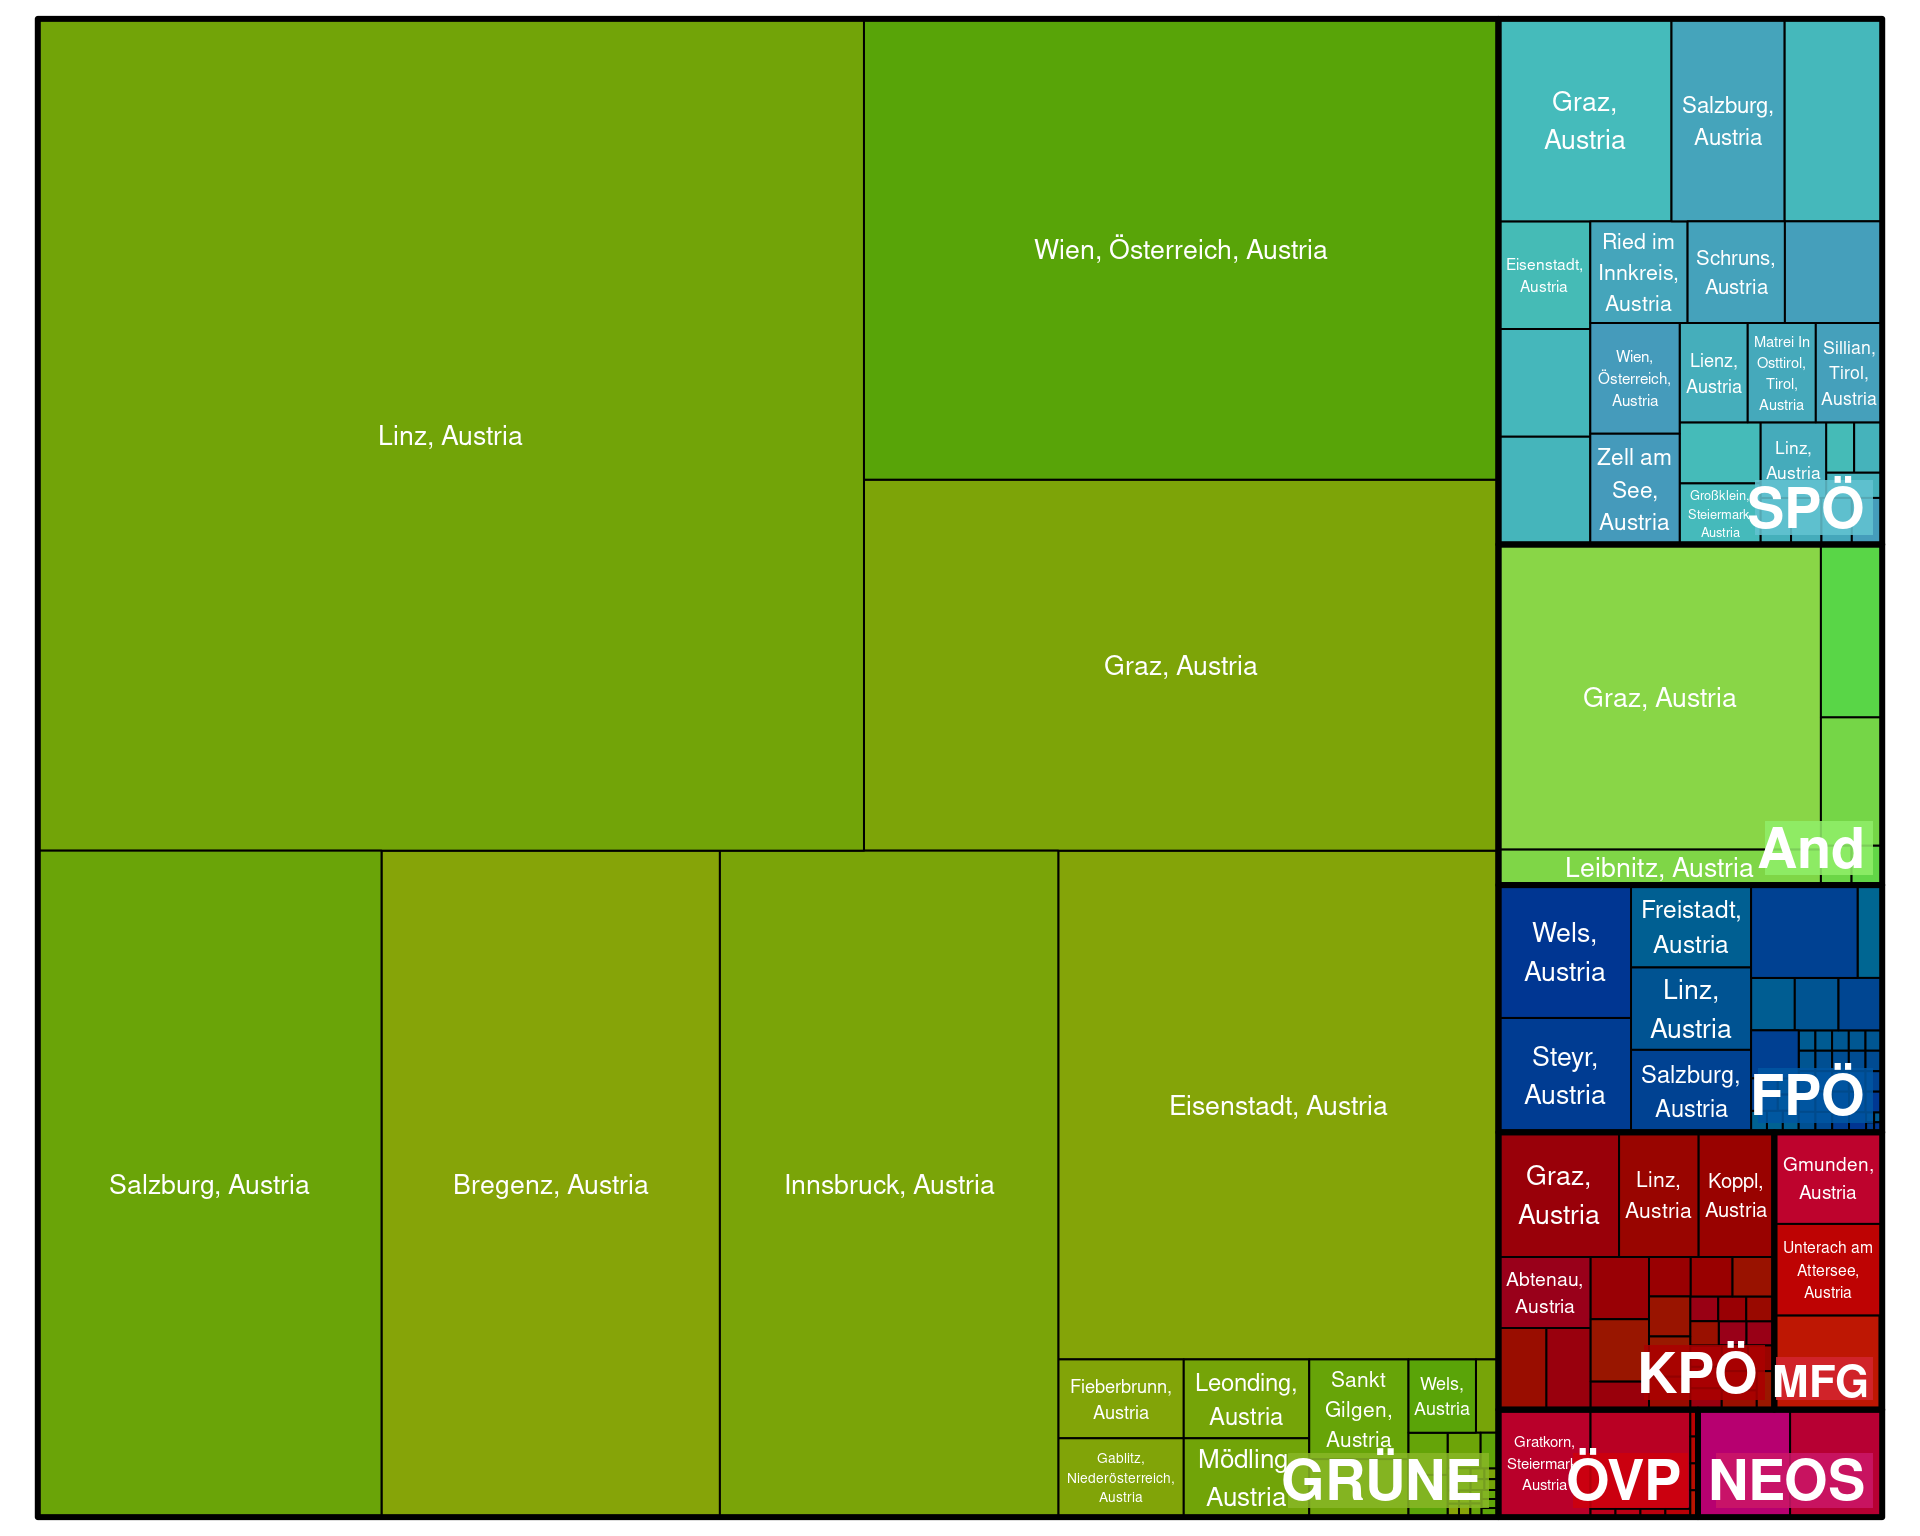 Linz, Austria
Wien, Österreich, Austria
Graz, Austria
Salzburg, Austria
Bregenz, Austria
Innsbruck, Austria
Eisenstadt, Austria
Fieberbrunn,
Austria
Leonding,
Austria
Sankt
Gilgen,
Austria
Wels,
Austria
Gablitz,
Niederösterreich,
Austria
Mödling,
Austria
GRÜNE
Graz,
Austria
Salzburg,
Austria
Eisenstadt,
Austria
Ried im
Innkreis,
Austria
Schruns,
Austria
Wien,
Österreich,
Austria
Lienz,
Austria
Matrei In
Osttirol,
Tirol,
Austria
Sillian,
Tirol,
Austria
Zell am
See,
Austria
Linz,
Austria
Großklein,
Steiermark,
Austria
SPÖ
Graz, Austria
Leibnitz, Austria
And
Wels,
Austria
Freistadt,
Austria
Linz,
Austria
Steyr,
Austria
Salzburg,
Austria
FPÖ
Graz,
Austria
Linz,
Austria
Koppl,
Austria
Abtenau,
Austria
KPÖ
Gmunden,
Austria
Unterach am
Attersee,
Austria
MFG
Gratkorn,
Steiermark,
Austria
ÖVP
NEOS